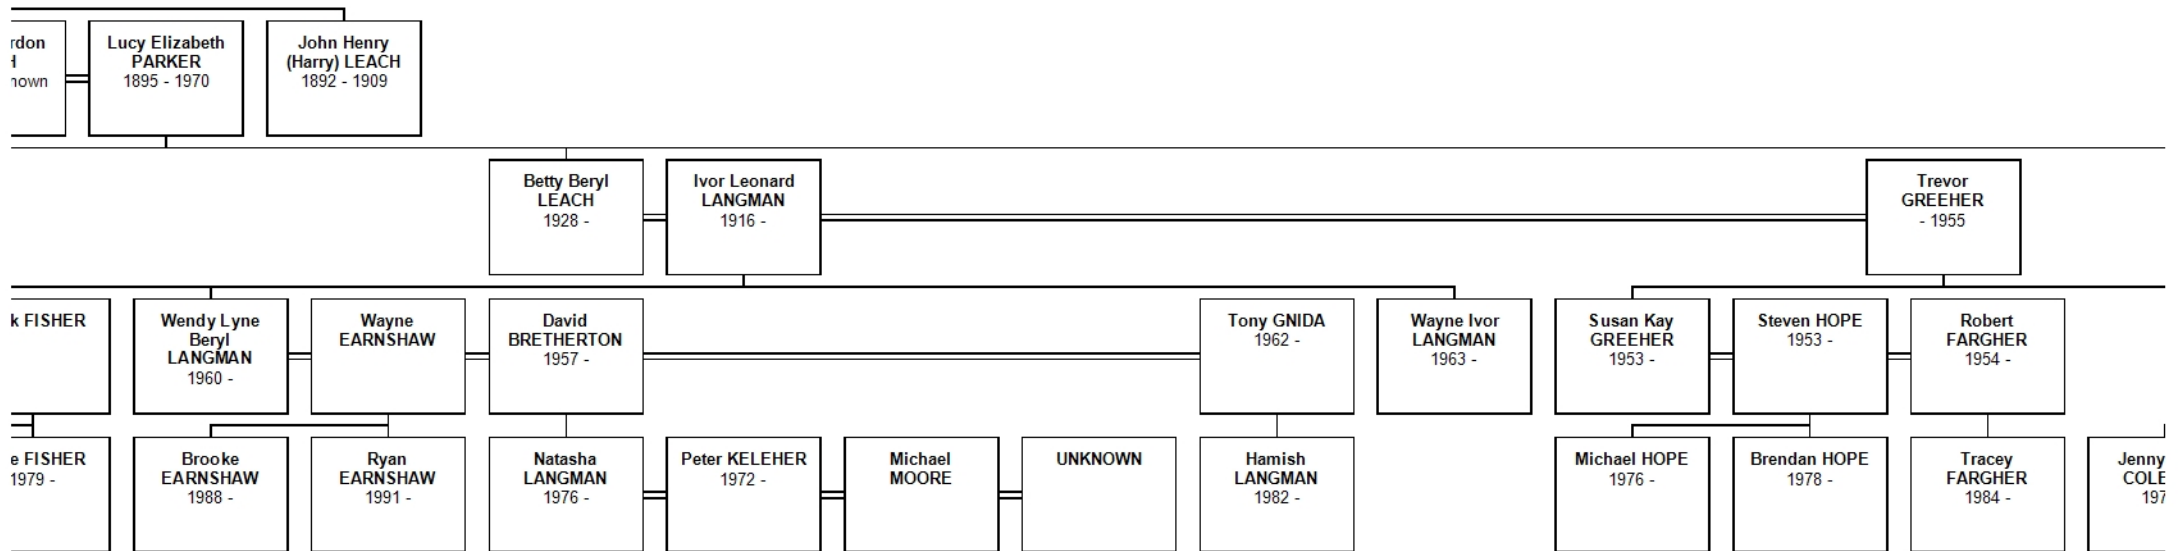 Lucy Elizabeth
PARKER
1895 - 1970
John Henry
(Harry) LEACH
1892 - 1909
Betty Beryl
LEACH
1928 -
Ivor Leonard
LANGMAN
1916 -
Trevor
GREEHER
- 1955
k FISHER
Wendy Lyne
Beryl
LANGMAN
1960 -
Wayne
EARNSHAW
David
BRETHERTON
1957 -
Tony GNIDA
1962 -
Wayne Ivor
LANGMAN
1963 -
Susan Kay
GREEHER
1953 -
Steven HOPE
1953 -
Robert
FARGHER
1954 -
e FISHER
1979 -
Brooke
EARNSHAW
1988 -
Ryan
EARNSHAW
1991 -
Natasha
LANGMAN
1976 -
Peter KELEHER
1972 -
Michael
MOORE
UNKNOWN
Hamish
LANGMAN
1982 -
Michael HOPE
1976 -
Brendan HOPE
1978 -
Tracey
FARGHER
1984 -
Jenny
COLE
197